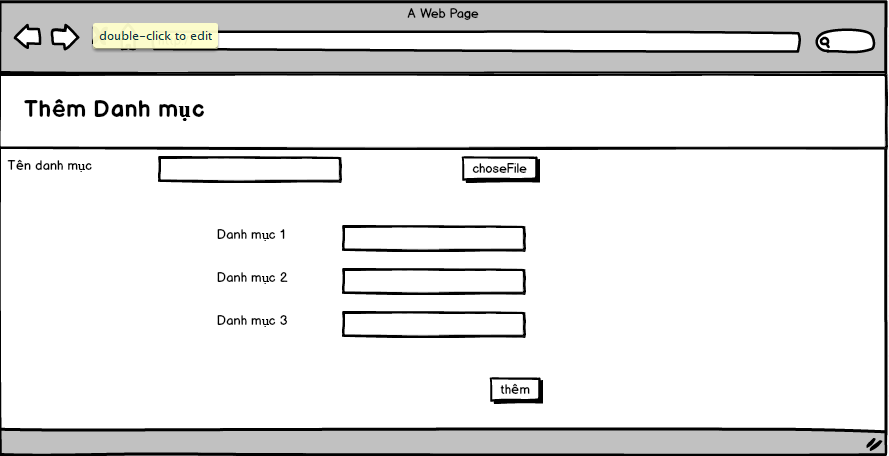 A Web Page
double-click to edit
Thêm Danh mục
Tên danh mục
choseFile
Danh mục 1
Danh mục 2
Danh mục 3
thêm